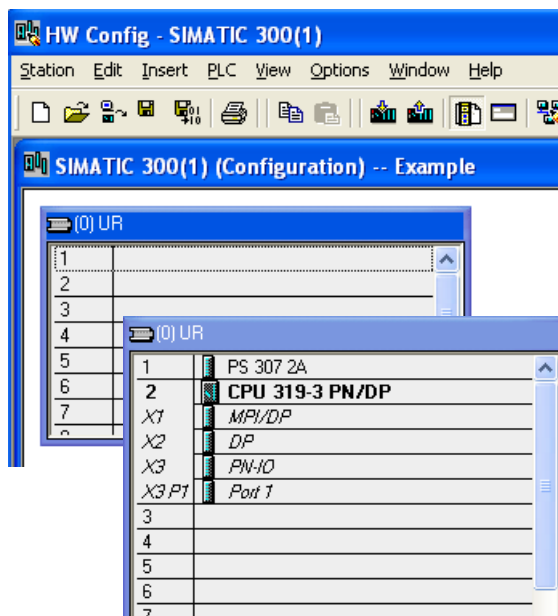 HW Config - SIMATIC 300(1)
Station Edit Insert PLC View Options Window Help
SIMATIC 300(1) (Configuration) -- Example
(0) UR
1
2
3
4
5
6
7
(0) UR
1 PS 307 2A
2 CPU 319-3 PN/DP
X1 MPI/DP
X2 DP
X3 PN-IO
X3 P1 Port 1
3
4
5
6
7